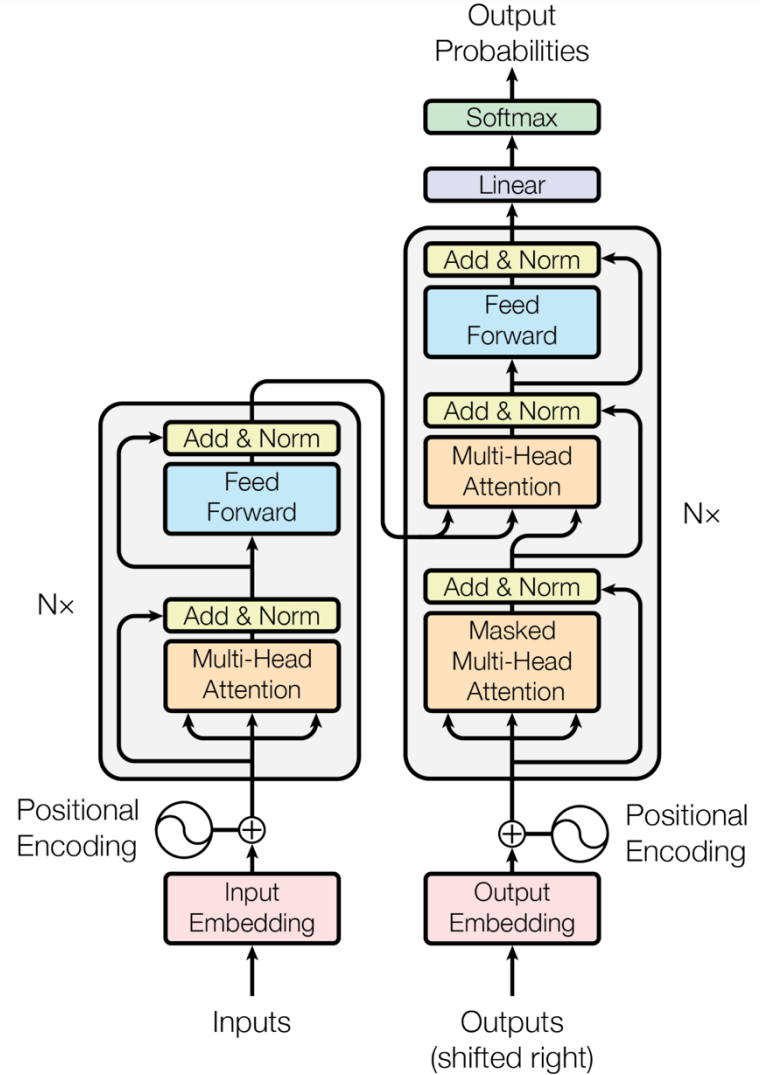 Output
Probabilities
Softmax
Linear
Add & Norm
Feed
Forward
Add & Norm
Multi-Head
Attention
Nx
Add & Norm
Masked
Multi-Head
Attention
Add & Norm
Feed
Forward
N×
Add & Norm
Multi-Head
Attention
Positional
Encoding
Positional
Encoding
Input
Embedding
Output
Embedding
Inputs
Outputs
(shifted right)